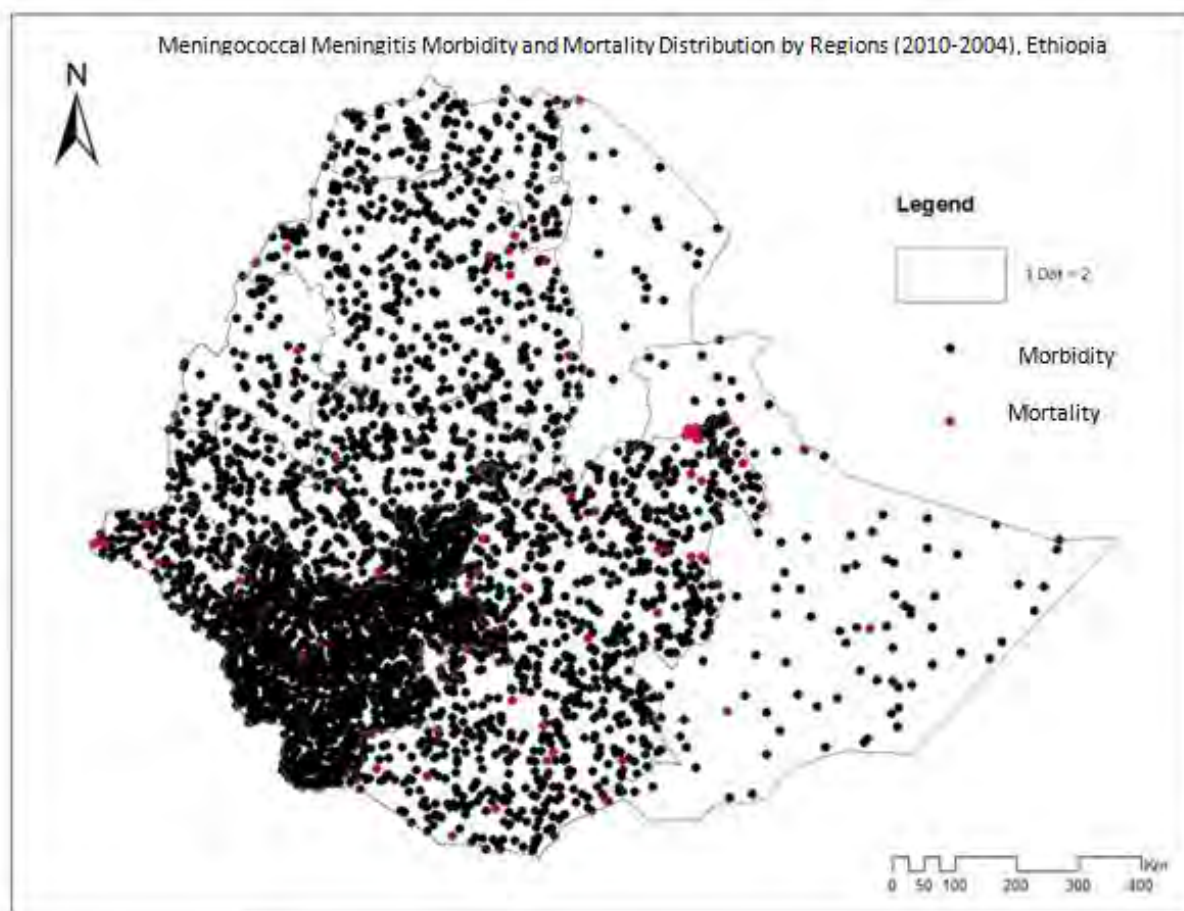 Meningococcal Meningitis Morbidity and Mortality Distribution by Regions (2010-2004), Ethiopia
N
Legend
1 Dot = 2
Morbidity
Mortality
Km
0 50 100 200 300 400